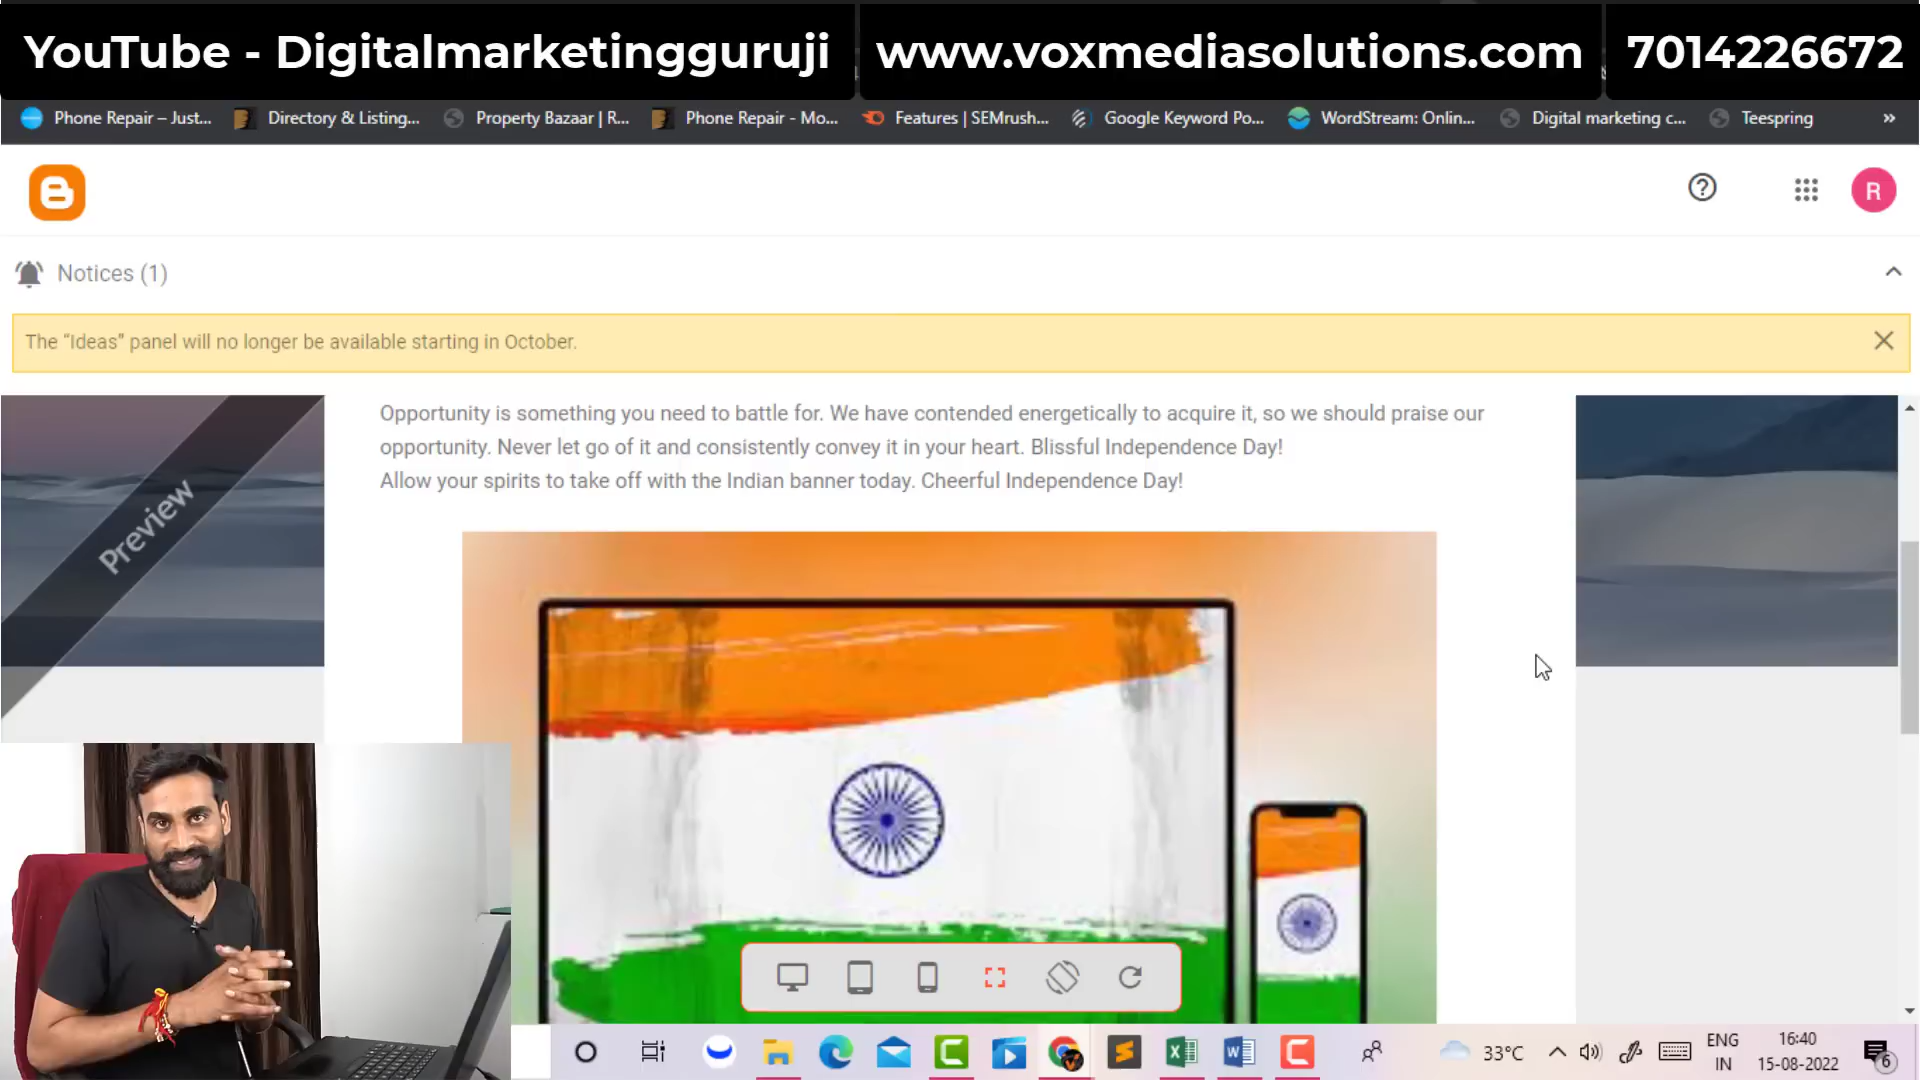 YouTube - Digitalmarketingguruji
www.voxmediasolutions.com
7014226672
Phone Repair – Just...
Directory & Listing...
Property Bazaar | R...
Phone Repair - Mo...
Features | SEMrush...
Google Keyword Po...
WordStream: Onlin...
Digital marketing c...
Teespring
»
R
Notices (1)
The “Ideas” panel will no longer be available starting in October.
Opportunity is something you need to battle for. We have contended energetically to acquire it, so we should praise our
opportunity. Never let go of it and consistently convey it in your heart. Blissful Independence Day!
Allow your spirits to take off with the Indian banner today. Cheerful Independence Day!
Preview
33°C
ENG
IN
16:40
15-08-2022
6